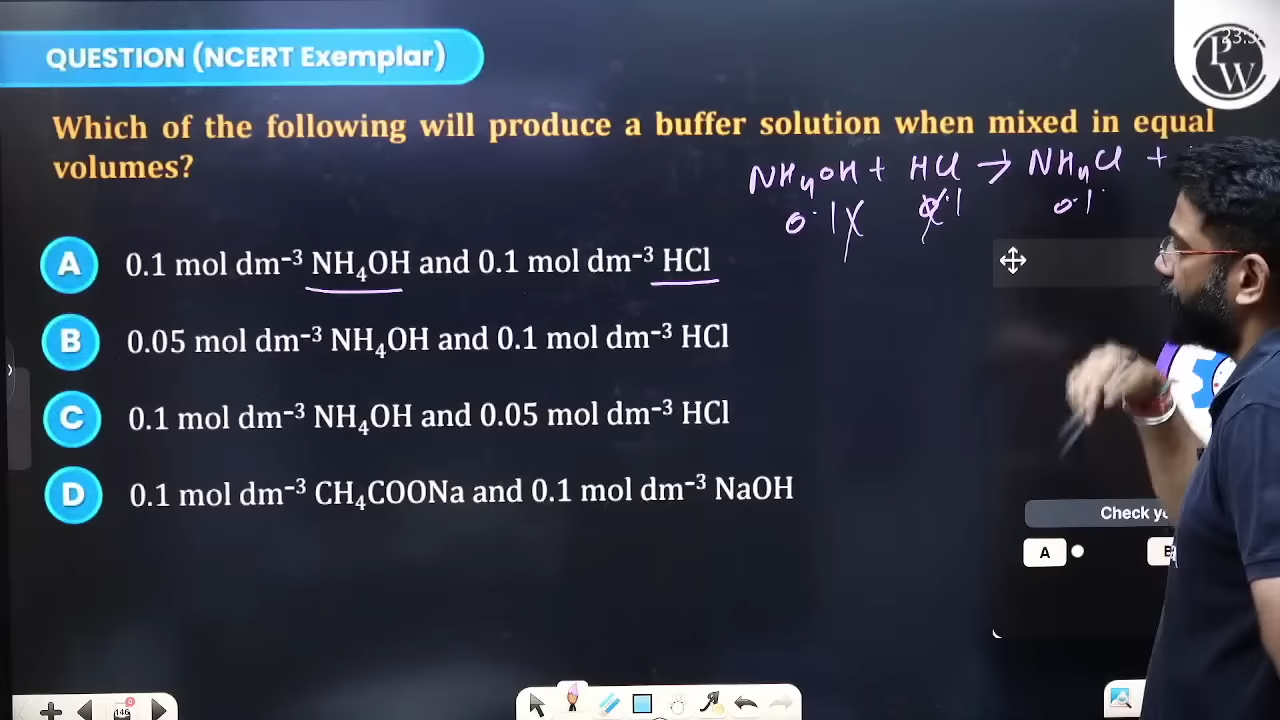 QUESTION (NCERT Exemplar)
PW
23:3
Which of the following will produce a buffer solution when mixed in equal
volumes?
NH₄OH + HCl → NH₄Cl +
0.1 0.1 0.1
A 0.1 mol dm⁻³ NH₄OH and 0.1 mol dm⁻³ HCl
B 0.05 mol dm⁻³ NH₄OH and 0.1 mol dm⁻³ HCl
C 0.1 mol dm⁻³ NH₄OH and 0.05 mol dm⁻³ HCl
D 0.1 mol dm⁻³ CH₄COONa and 0.1 mol dm⁻³ NaOH
Check
A B
146